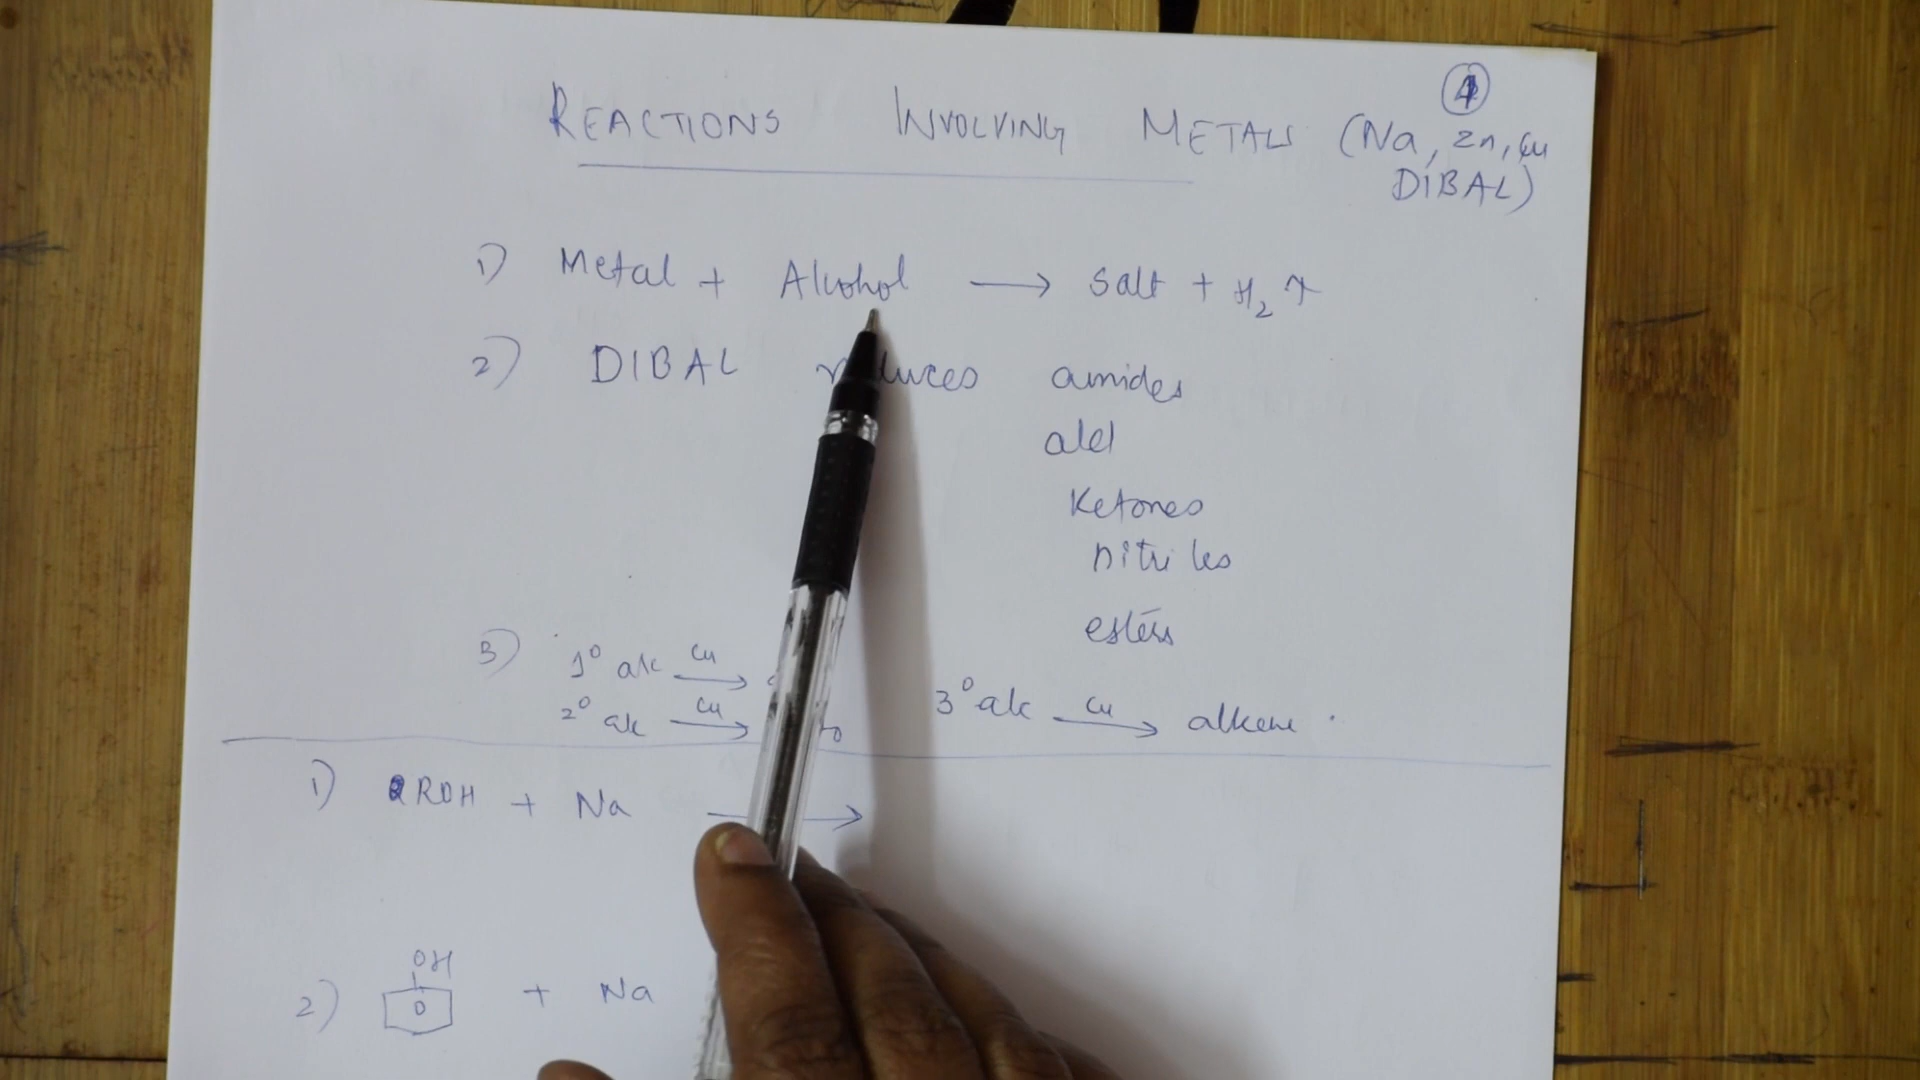 1
REACTIONS INVOLVING METALS (Na, Zn, Cu
DIBAL)
1) Metal + Alcohol ⟶ Salt + H₂ ↑
2) DIBAL reduces amides
ald
Ketones
nitriles
esters
3) 1° alc Cu ⟶
2° alc Cu ⟶
3° alc Cu ⟶ alkene .
1) 2ROH + Na ⟶
2) OH + Na